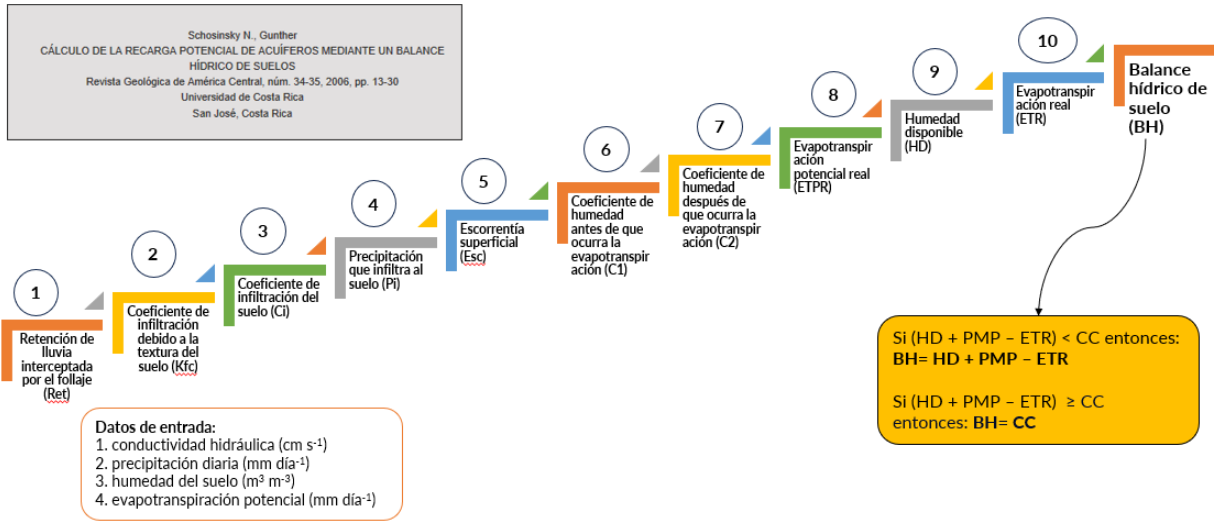 Schosinsky N., Gunther
CÁLCULO DE LA RECARGA POTENCIAL DE ACUÍFEROS MEDIANTE UN BALANCE
HÍDRICO DE SUELOS
Revista Geológica de América Central, núm. 34-35, 2006, pp. 13-30
Universidad de Costa Rica
San José, Costa Rica
1
Retención de
lluvia
interceptada
por el follaje
(Ret)
2
Coeficiente de
infiltración
debido a la
textura del
suelo (Kfc)
3
Coeficiente de
infiltración del
suelo (Ci)
4
Precipitación
que infiltra al
suelo (Pi)
5
Escorrentía
superficial
(Esc)
6
Coeficiente de
humedad
antes de que
ocurra la
evapotranspir
ación (C1)
7
Coeficiente de
humedad
después de
que ocurra la
evapotranspir
ación (C2)
8
Evapotranspir
ación
potencial real
(ETPR)
9
Humedad
disponible
(HD)
10
Evapotranspir
ación real
(ETR)
Balance
hídrico de
suelo
(BH)
Si (HD + PMP – ETR) < CC entonces:
BH= HD + PMP – ETR
Si (HD + PMP – ETR) ≥ CC
entonces: BH= CC
Datos de entrada:
1. conductividad hidráulica (cm s⁻¹)
2. precipitación diaria (mm día⁻¹)
3. humedad del suelo (m³ m⁻³)
4. evapotranspiración potencial (mm día⁻¹)